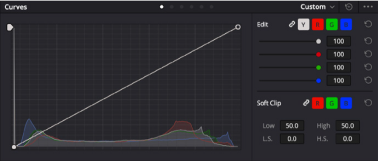 Curves
Custom
Edit
Y R G
100
100
100
100
Soft Clip
R G
Low 50.0 High 50.0
L.S. 0.0 H.S. 0.0